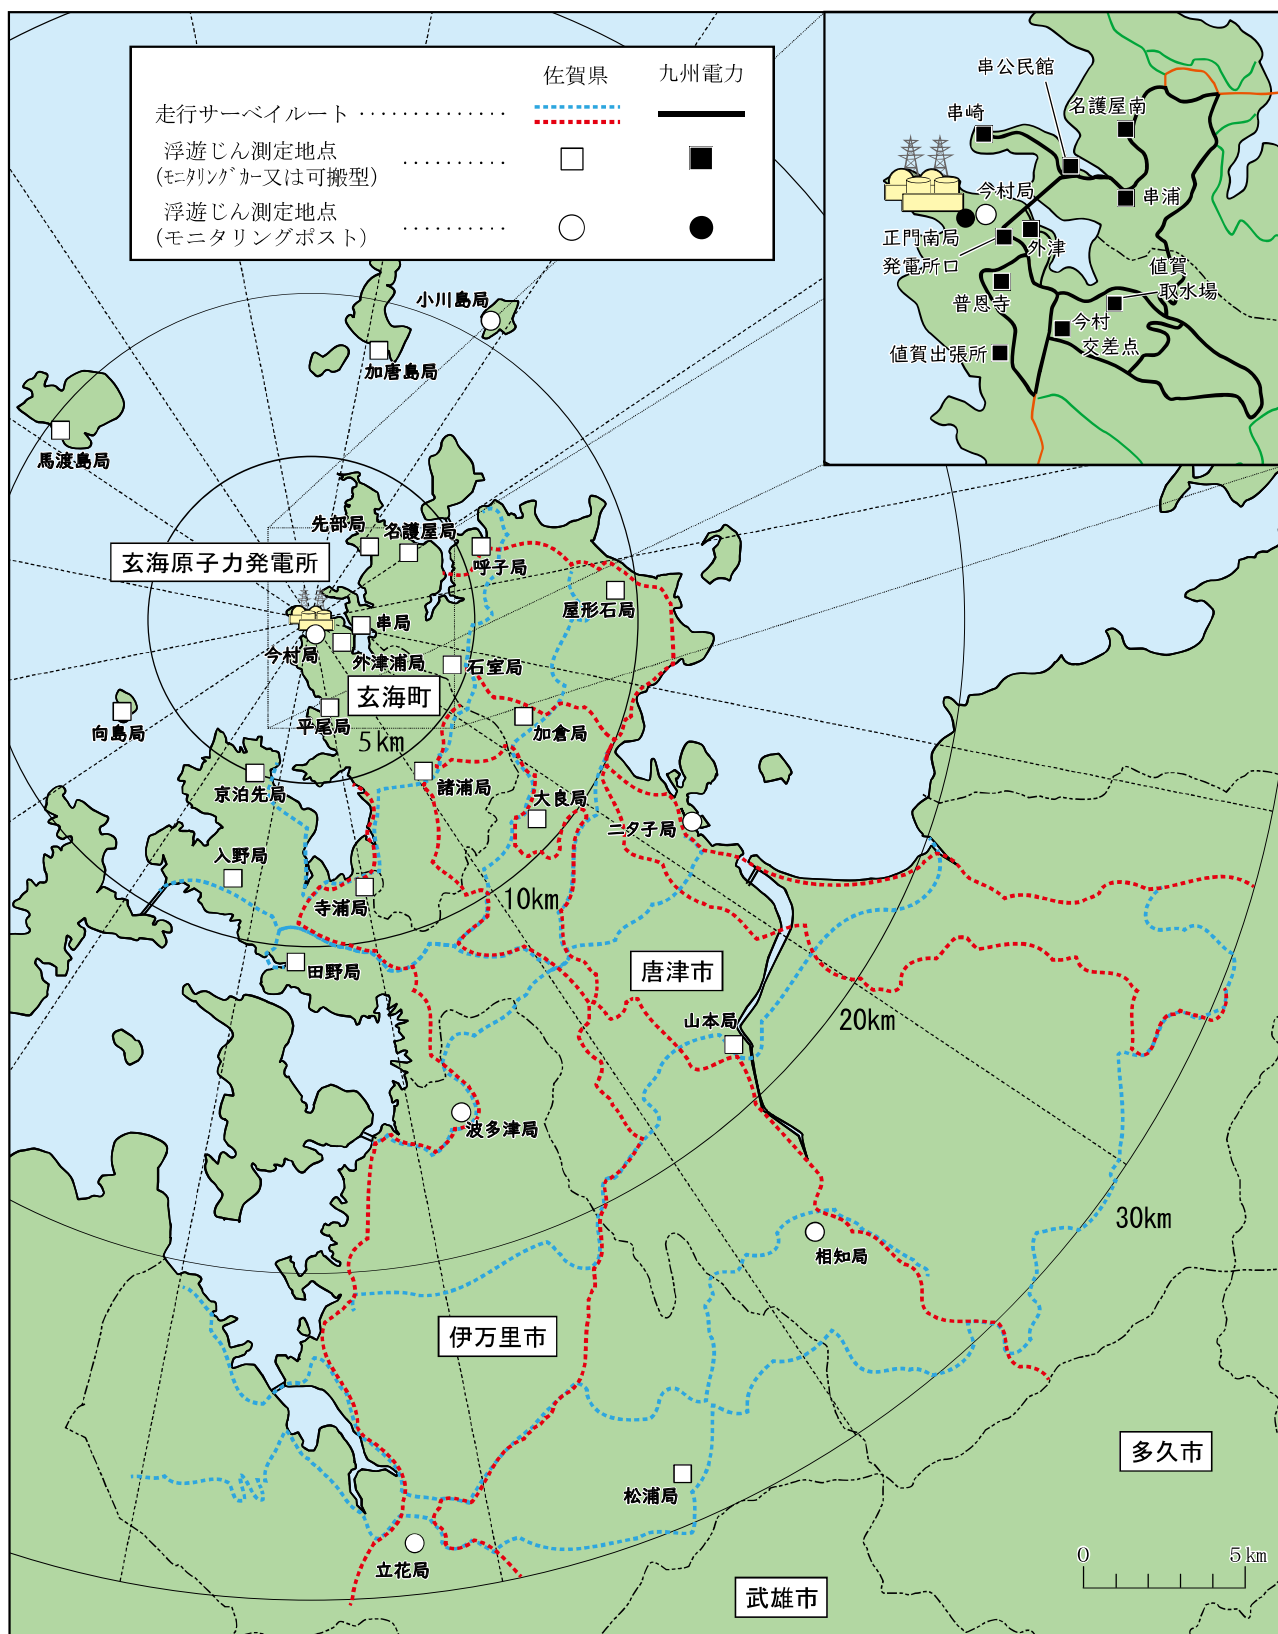 佐賀県
九州電力
走行サーベイルート ··············
浮遊じん測定地点 ··········
(モニタリングカー又は可搬型)
浮遊じん測定地点 ··········
(モニタリングポスト)
串公民館
名護屋南
串崎
今村局
串浦
正門南局
外津
発電所口
値賀
取水場
普恩寺
今村
交差点
値賀出張所
小川島局
加唐島局
馬渡島局
先部局
名護屋局
玄海原子力発電所
呼子局
屋形石局
串局
今村局
外津浦局
石室局
玄海町
向島局
平尾局
加倉局
5km
京泊先局
諸浦局
大良局
二タ子局
入野局
寺浦局
10km
田野局
唐津市
山本局
20km
波多津局
30km
相知局
伊万里市
多久市
松浦局
立花局
武雄市
0
5km